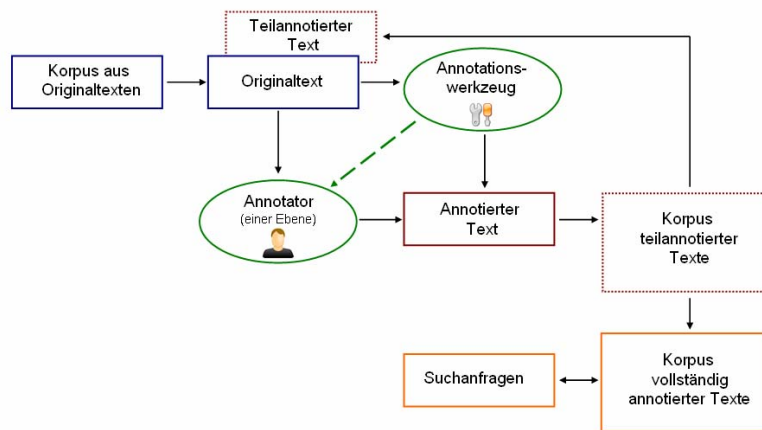 Teilannotierter
Text
Korpus aus
Originaltexten
Originaltext
Annotations-
werkzeug
Annotator
(einer Ebene)
Annotierter
Text
Korpus
teilannotierter
Texte
Suchanfragen
Korpus
vollständig
annotierter Texte